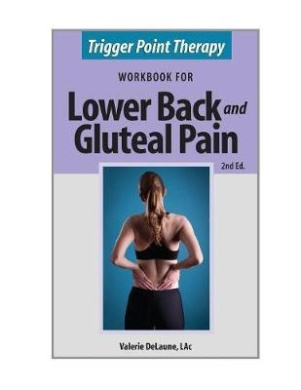 Trigger Point Therapy
WORKBOOK FOR
Lower Back and
Gluteal Pain
2nd Ed.
Valerie DeLaune, LAc